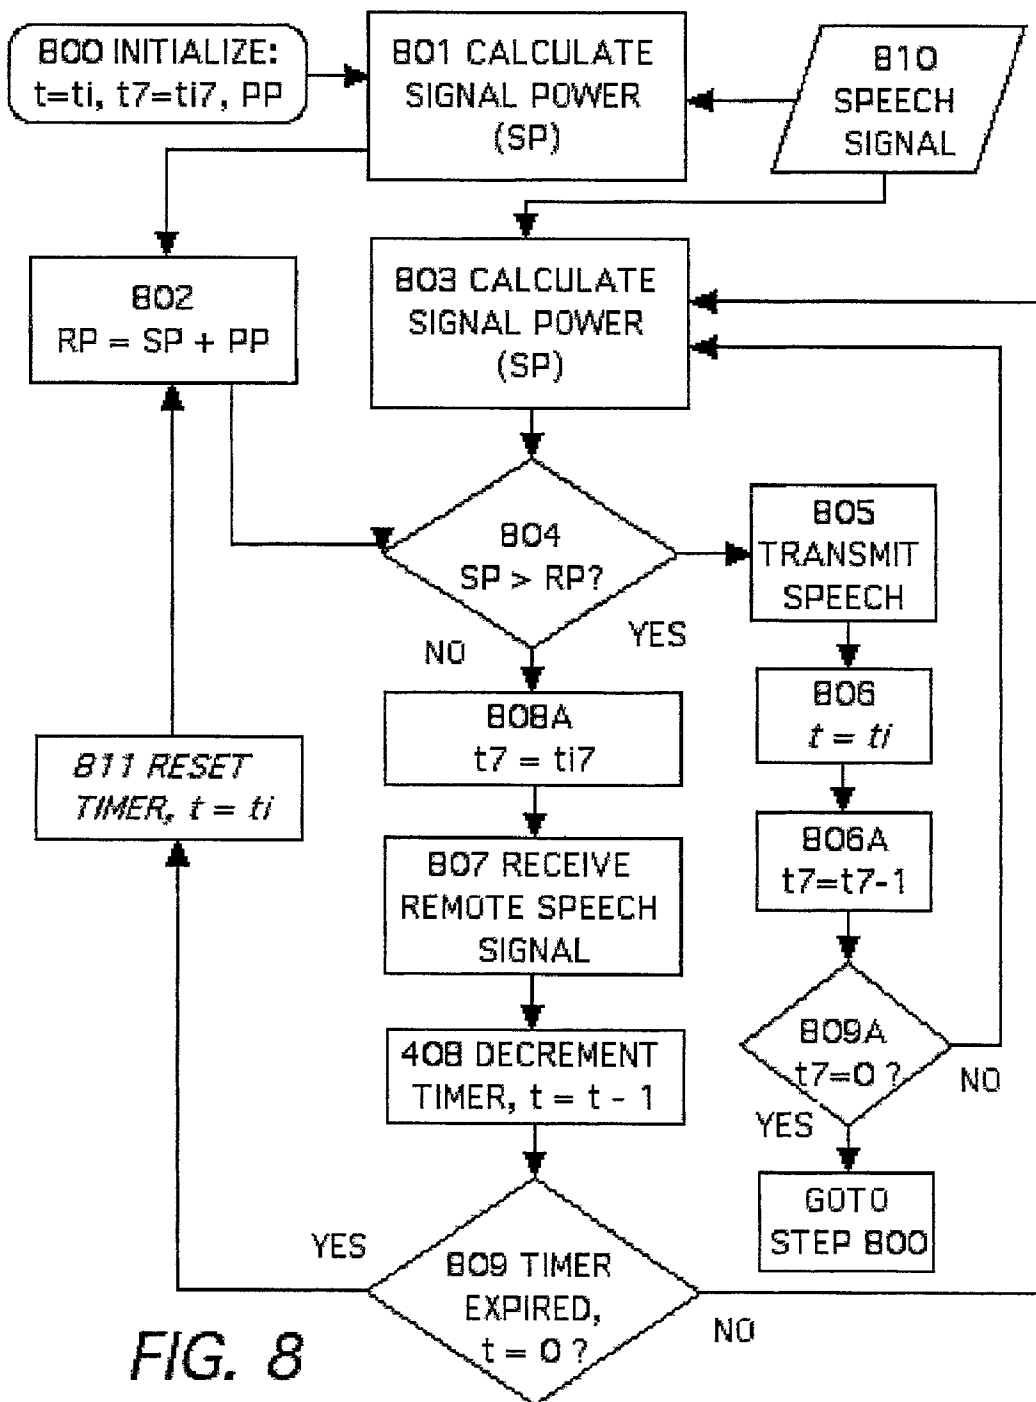 800 INITIALIZE:
t=ti, t7=ti7, PP
801 CALCULATE
SIGNAL POWER
(SP)
810
SPEECH
SIGNAL
802
RP = SP + PP
803 CALCULATE
SIGNAL POWER
(SP)
804
SP > RP?
805
TRANSMIT
SPEECH
NO
YES
808A
t7 = ti7
806
t = ti
811 RESET
TIMER, t = ti
807 RECEIVE
REMOTE SPEECH
SIGNAL
806A
t7=t7-1
408 DECREMENT
TIMER, t = t - 1
809A
t7=0 ?
NO
YES
GOTO
STEP 800
YES
809 TIMER
EXPIRED,
t = 0 ?
NO
FIG. 8